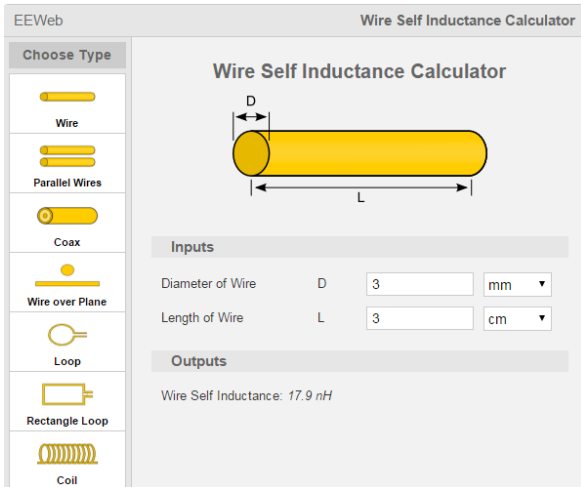 EEWeb
Wire Self Inductance Calculator
Choose Type
Wire
Parallel Wires
Coax
Wire over Plane
Loop
Rectangle Loop
Coil
Wire Self Inductance Calculator
D
L
Inputs
Diameter of Wire D 3 mm
Length of Wire L 3 cm
Outputs
Wire Self Inductance: 17.9 nH